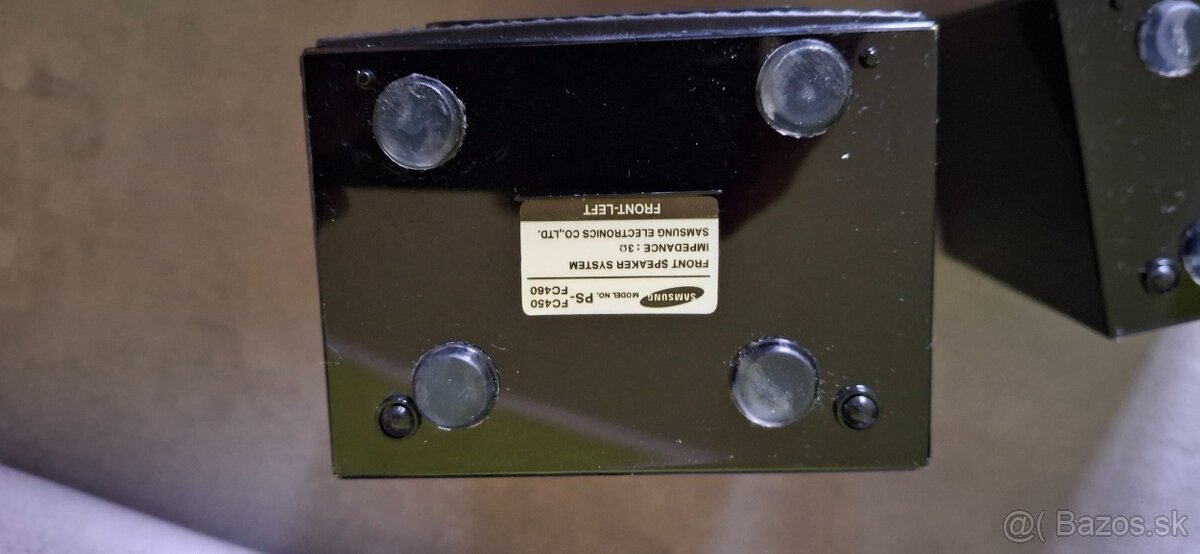 SAMSUNG MODEL NO. PS- FC450
FC460
FRONT SPEAKER SYSTEM
IMPEDANCE : 3Ω
SAMSUNG ELECTRONICS CO.,LTD.
FRONT-LEFT
@( Bazos.sk